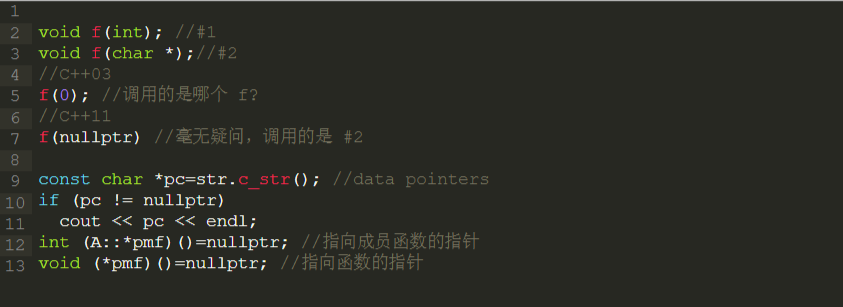 1
2 void f(int); //#1
3 void f(char *);//#2
4 //C++03
5 f(0); //调用的是哪个 f?
6 //C++11
7 f(nullptr) //毫无疑问，调用的是 #2
8
9 const char *pc=str.c_str(); //data pointers
10 if (pc != nullptr)
11   cout << pc << endl;
12 int (A::*pmf)()=nullptr; //指向成员函数的指针
13 void (*pmf)()=nullptr; //指向函数的指针